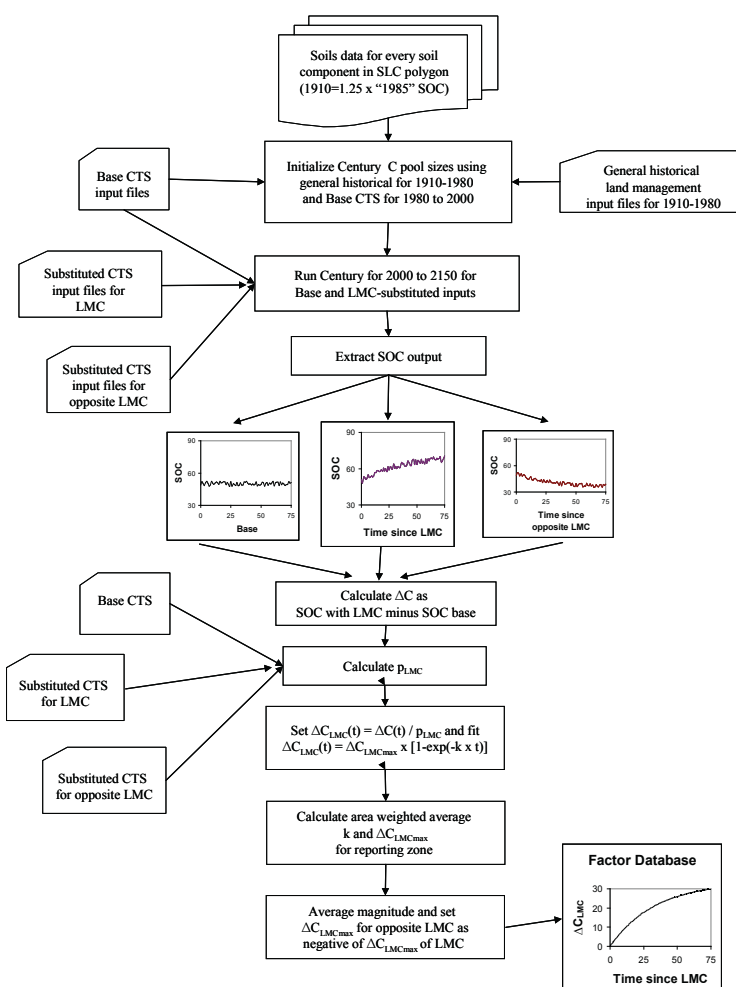 Soils data for every soil
component in SLC polygon
(1910=1.25 x “1985” SOC)
Base CTS
input files
Initialize Century C pool sizes using
general historical for 1910-1980
and Base CTS for 1980 to 2000
General historical
land management
input files for 1910-1980
Substituted CTS
input files for
LMC
Run Century for 2000 to 2150 for
Base and LMC-substituted inputs
Substituted CTS
input files for
opposite LMC
Extract SOC output
90
60
30
SOC
0 25 50 75
Base
90
60
30
SOC
0 25 50 75
Time since LMC
90
60
30
SOC
0 25 50 75
Time since
opposite LMC
Calculate ΔC as
SOC with LMC minus SOC base
Base CTS
Calculate pLMC
Substituted CTS
for LMC
Set ΔCLMC(t) = ΔC(t) / pLMC and fit
ΔCLMC(t) = ΔCLMCmax x [1-exp(-k x t)]
Substituted CTS
for opposite LMC
Calculate area weighted average
k and ΔCLMCmax
for reporting zone
Average magnitude and set
ΔCLMCmax for opposite LMC as
negative of ΔCLMCmax of LMC
Factor Database
30
20
10
0
ΔCLMC
0 25 50 75
Time since LMC